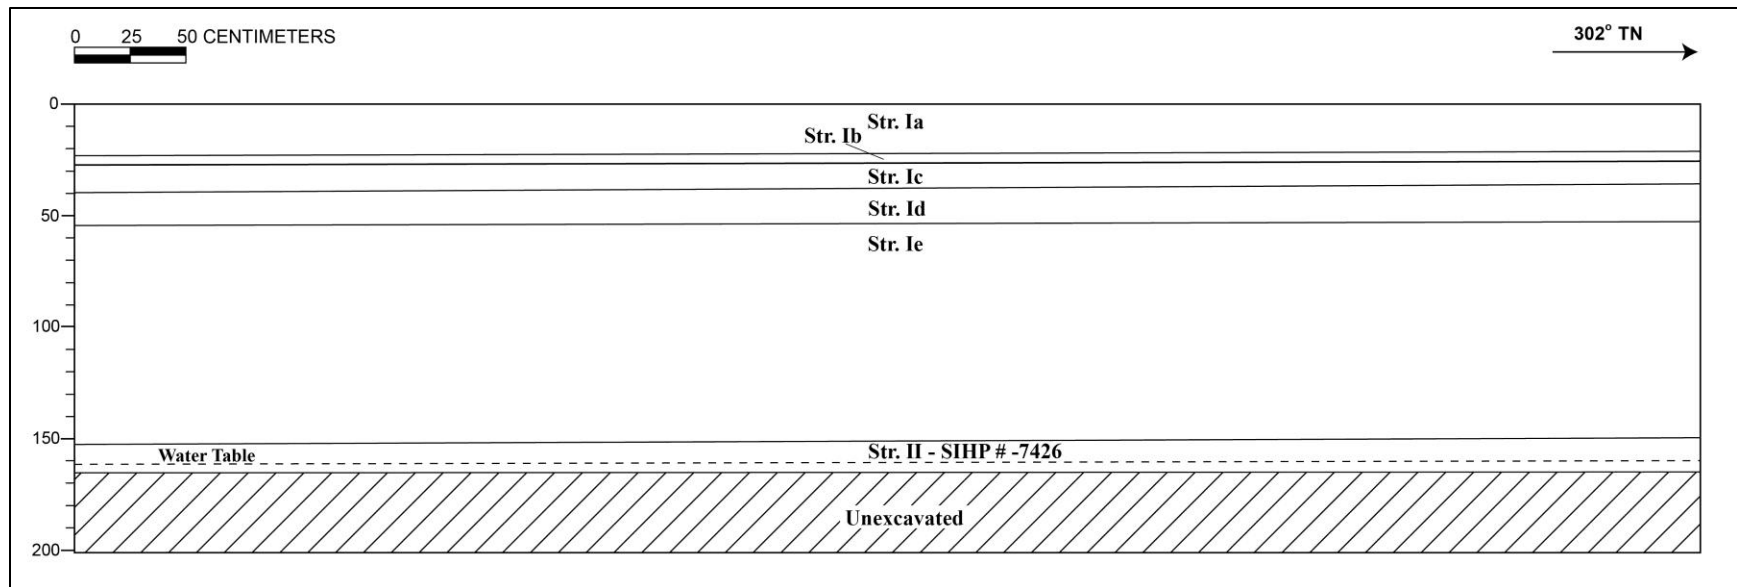 0 25 50 CENTIMETERS
302° TN
0
Str. Ia
Str. Ib
Str. Ic
50
Str. Id
Str. Ie
100
150
Water Table
Str. II - SIHP # -7426
Unexcavated
200